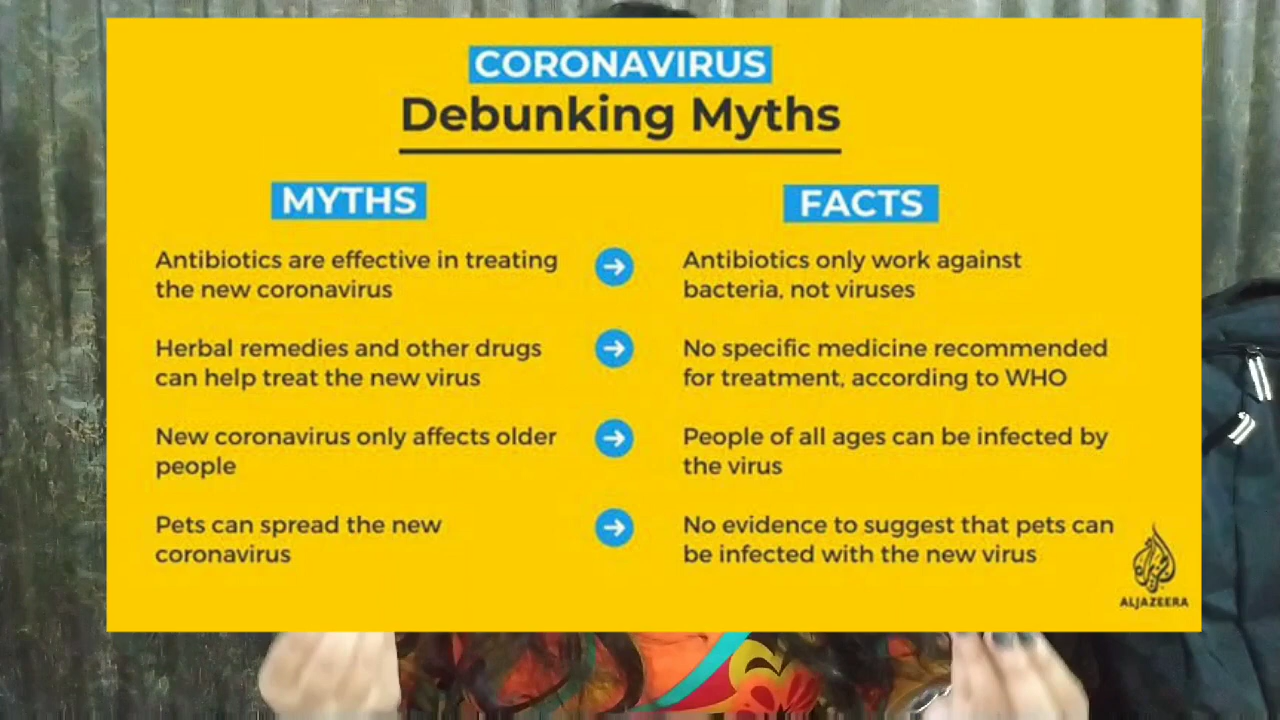 CORONAVIRUS
Debunking Myths
MYTHS
FACTS
Antibiotics are effective in treating
the new coronavirus
Antibiotics only work against
bacteria, not viruses
Herbal remedies and other drugs
can help treat the new virus
No specific medicine recommended
for treatment, according to WHO
New coronavirus only affects older
people
People of all ages can be infected by
the virus
Pets can spread the new
coronavirus
No evidence to suggest that pets can
be infected with the new virus
ALJAZEERA